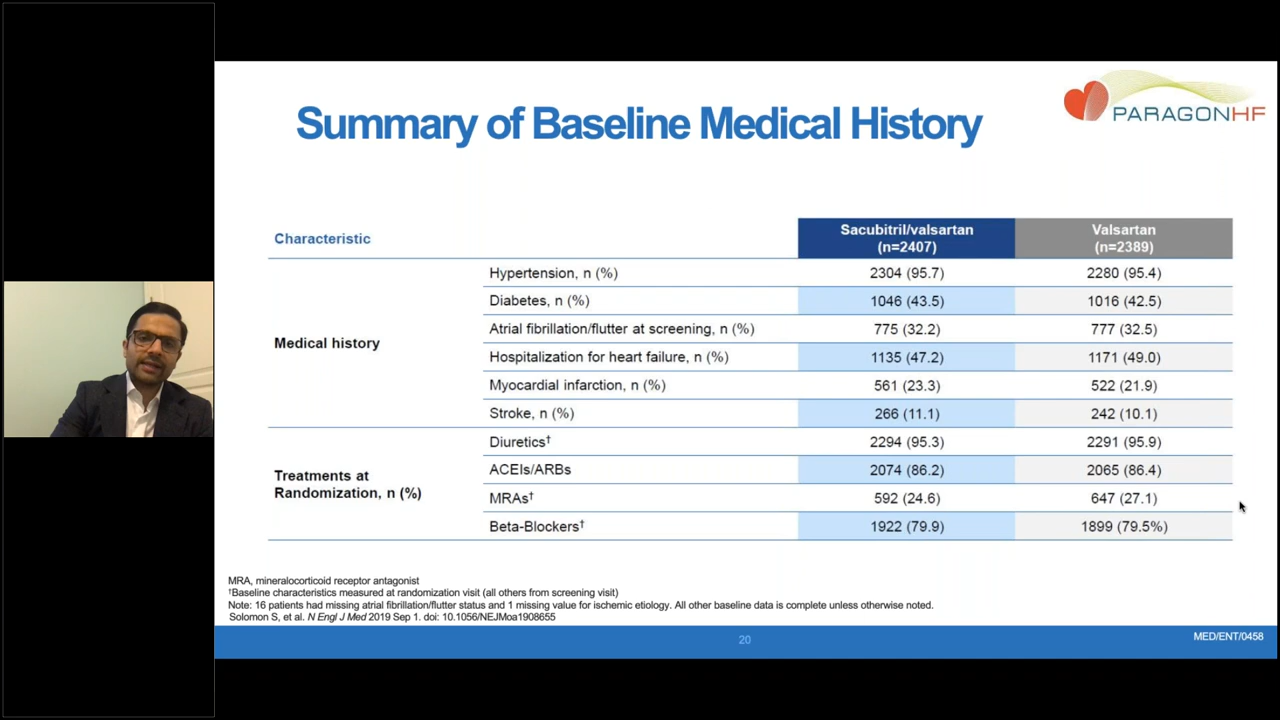 PARAGONHF
Summary of Baseline Medical History
Characteristic
Sacubitril/valsartan
(n=2407)
Valsartan
(n=2389)
Medical history
Hypertension, n (%) 2304 (95.7) 2280 (95.4)
Diabetes, n (%) 1046 (43.5) 1016 (42.5)
Atrial fibrillation/flutter at screening, n (%) 775 (32.2) 777 (32.5)
Hospitalization for heart failure, n (%) 1135 (47.2) 1171 (49.0)
Myocardial infarction, n (%) 561 (23.3) 522 (21.9)
Stroke, n (%) 266 (11.1) 242 (10.1)
Treatments at
Randomization, n (%)
Diuretics† 2294 (95.3) 2291 (95.9)
ACEIs/ARBs 2074 (86.2) 2065 (86.4)
MRAs† 592 (24.6) 647 (27.1)
Beta-Blockers† 1922 (79.9) 1899 (79.5%)
MRA, mineralocorticoid receptor antagonist
†Baseline characteristics measured at randomization visit (all others from screening visit)
Note: 16 patients had missing atrial fibrillation/flutter status and 1 missing value for ischemic etiology. All other baseline data is complete unless otherwise noted.
Solomon S, et al. N Engl J Med 2019 Sep 1. doi: 10.1056/NEJMoa1908655
20
MED/ENT/0458